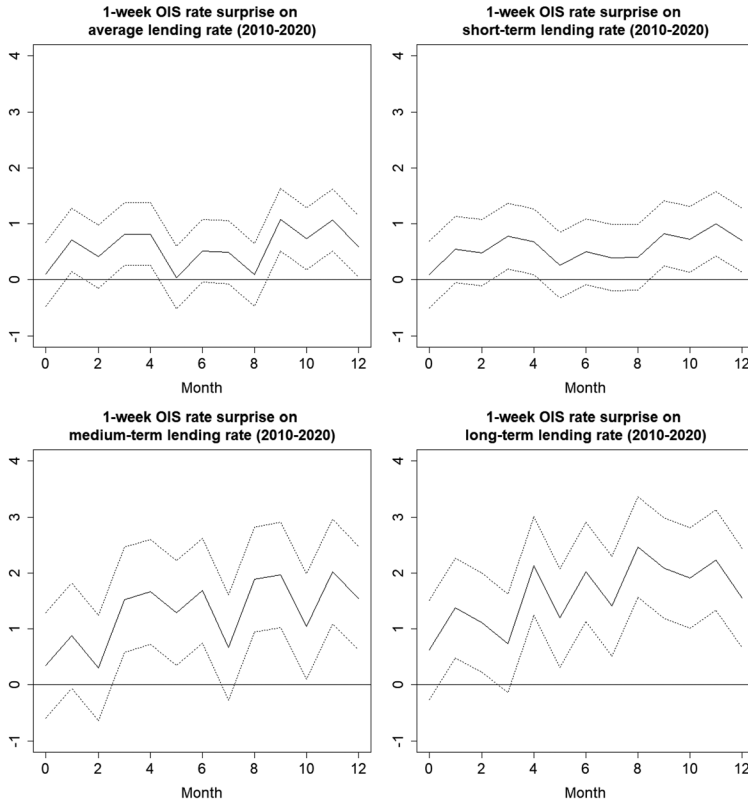 1-week OIS rate surprise on
average lending rate (2010-2020)
4
3
2
1
0
-1
0 2 4 6 8 10 12
Month
1-week OIS rate surprise on
short-term lending rate (2010-2020)
4
3
2
1
0
-1
0 2 4 6 8 10 12
Month
1-week OIS rate surprise on
medium-term lending rate (2010-2020)
4
3
2
1
0
-1
0 2 4 6 8 10 12
Month
1-week OIS rate surprise on
long-term lending rate (2010-2020)
4
3
2
1
0
-1
0 2 4 6 8 10 12
Month